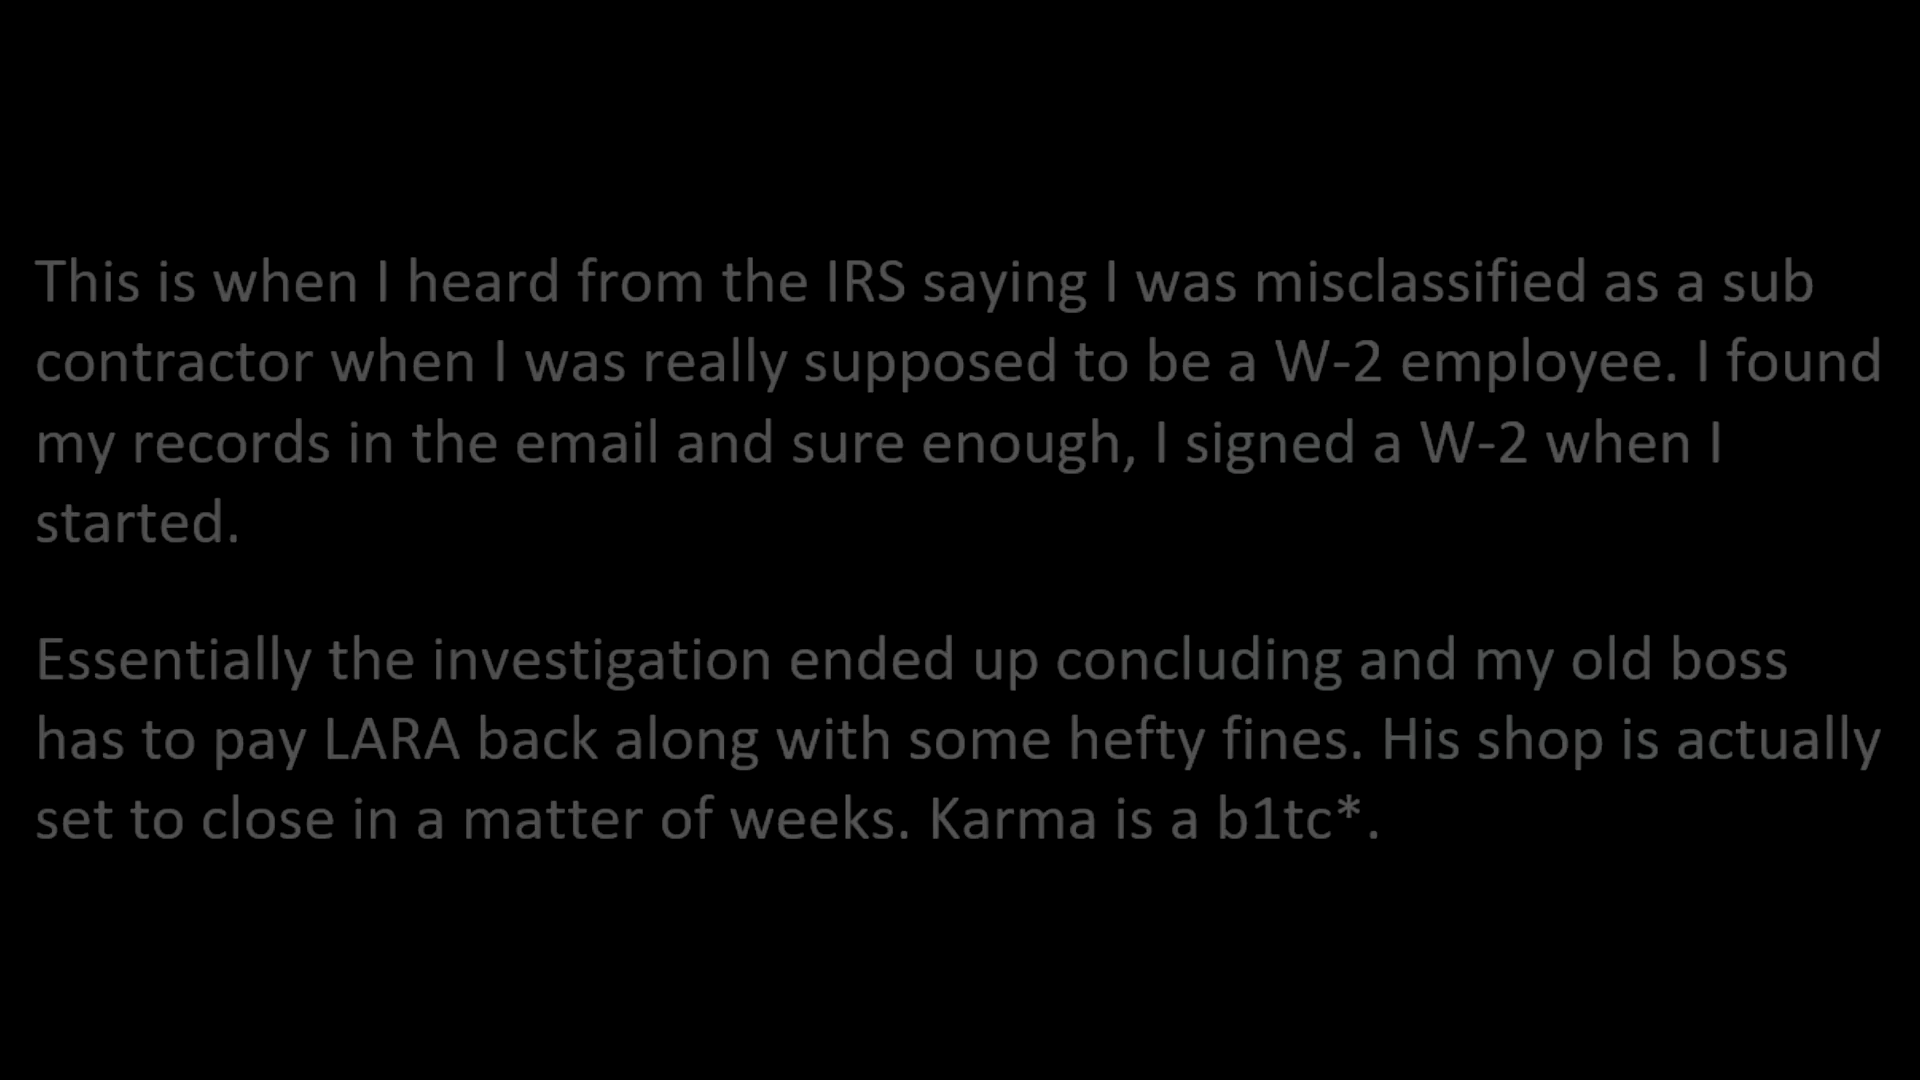 This is when I heard from the IRS saying I was misclassified as a sub
contractor when I was really supposed to be a W-2 employee. I found
my records in the email and sure enough, I signed a W-2 when I
started.
Essentially the investigation ended up concluding and my old boss
has to pay LARA back along with some hefty fines. His shop is actually
set to close in a matter of weeks. Karma is a b1tc*.